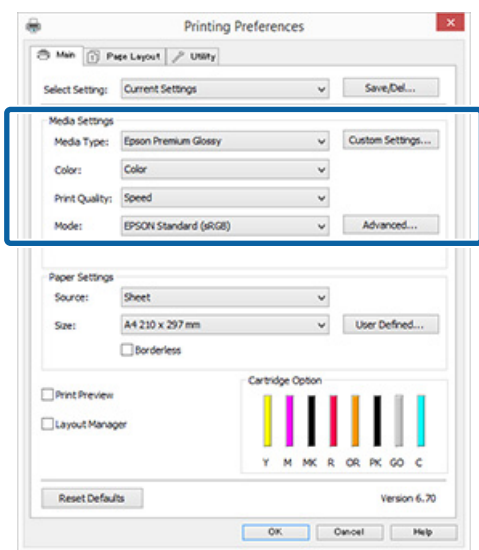 Printing Preferences
Main Page Layout Utility
Select Setting: Current Settings Save/Del...
Media Settings
Media Type: Epson Premium Glossy Custom Settings...
Color: Color
Print Quality: Speed
Mode: EPSON Standard (sRGB) Advanced...
Paper Settings
Source: Sheet
Size: A4 210 x 297 mm User Defined...
Borderless
Cartridge Option
Print Preview
Layout Manager
Y M MK R OR PK GO C
Reset Defaults Version 6.70
OK Cancel Help